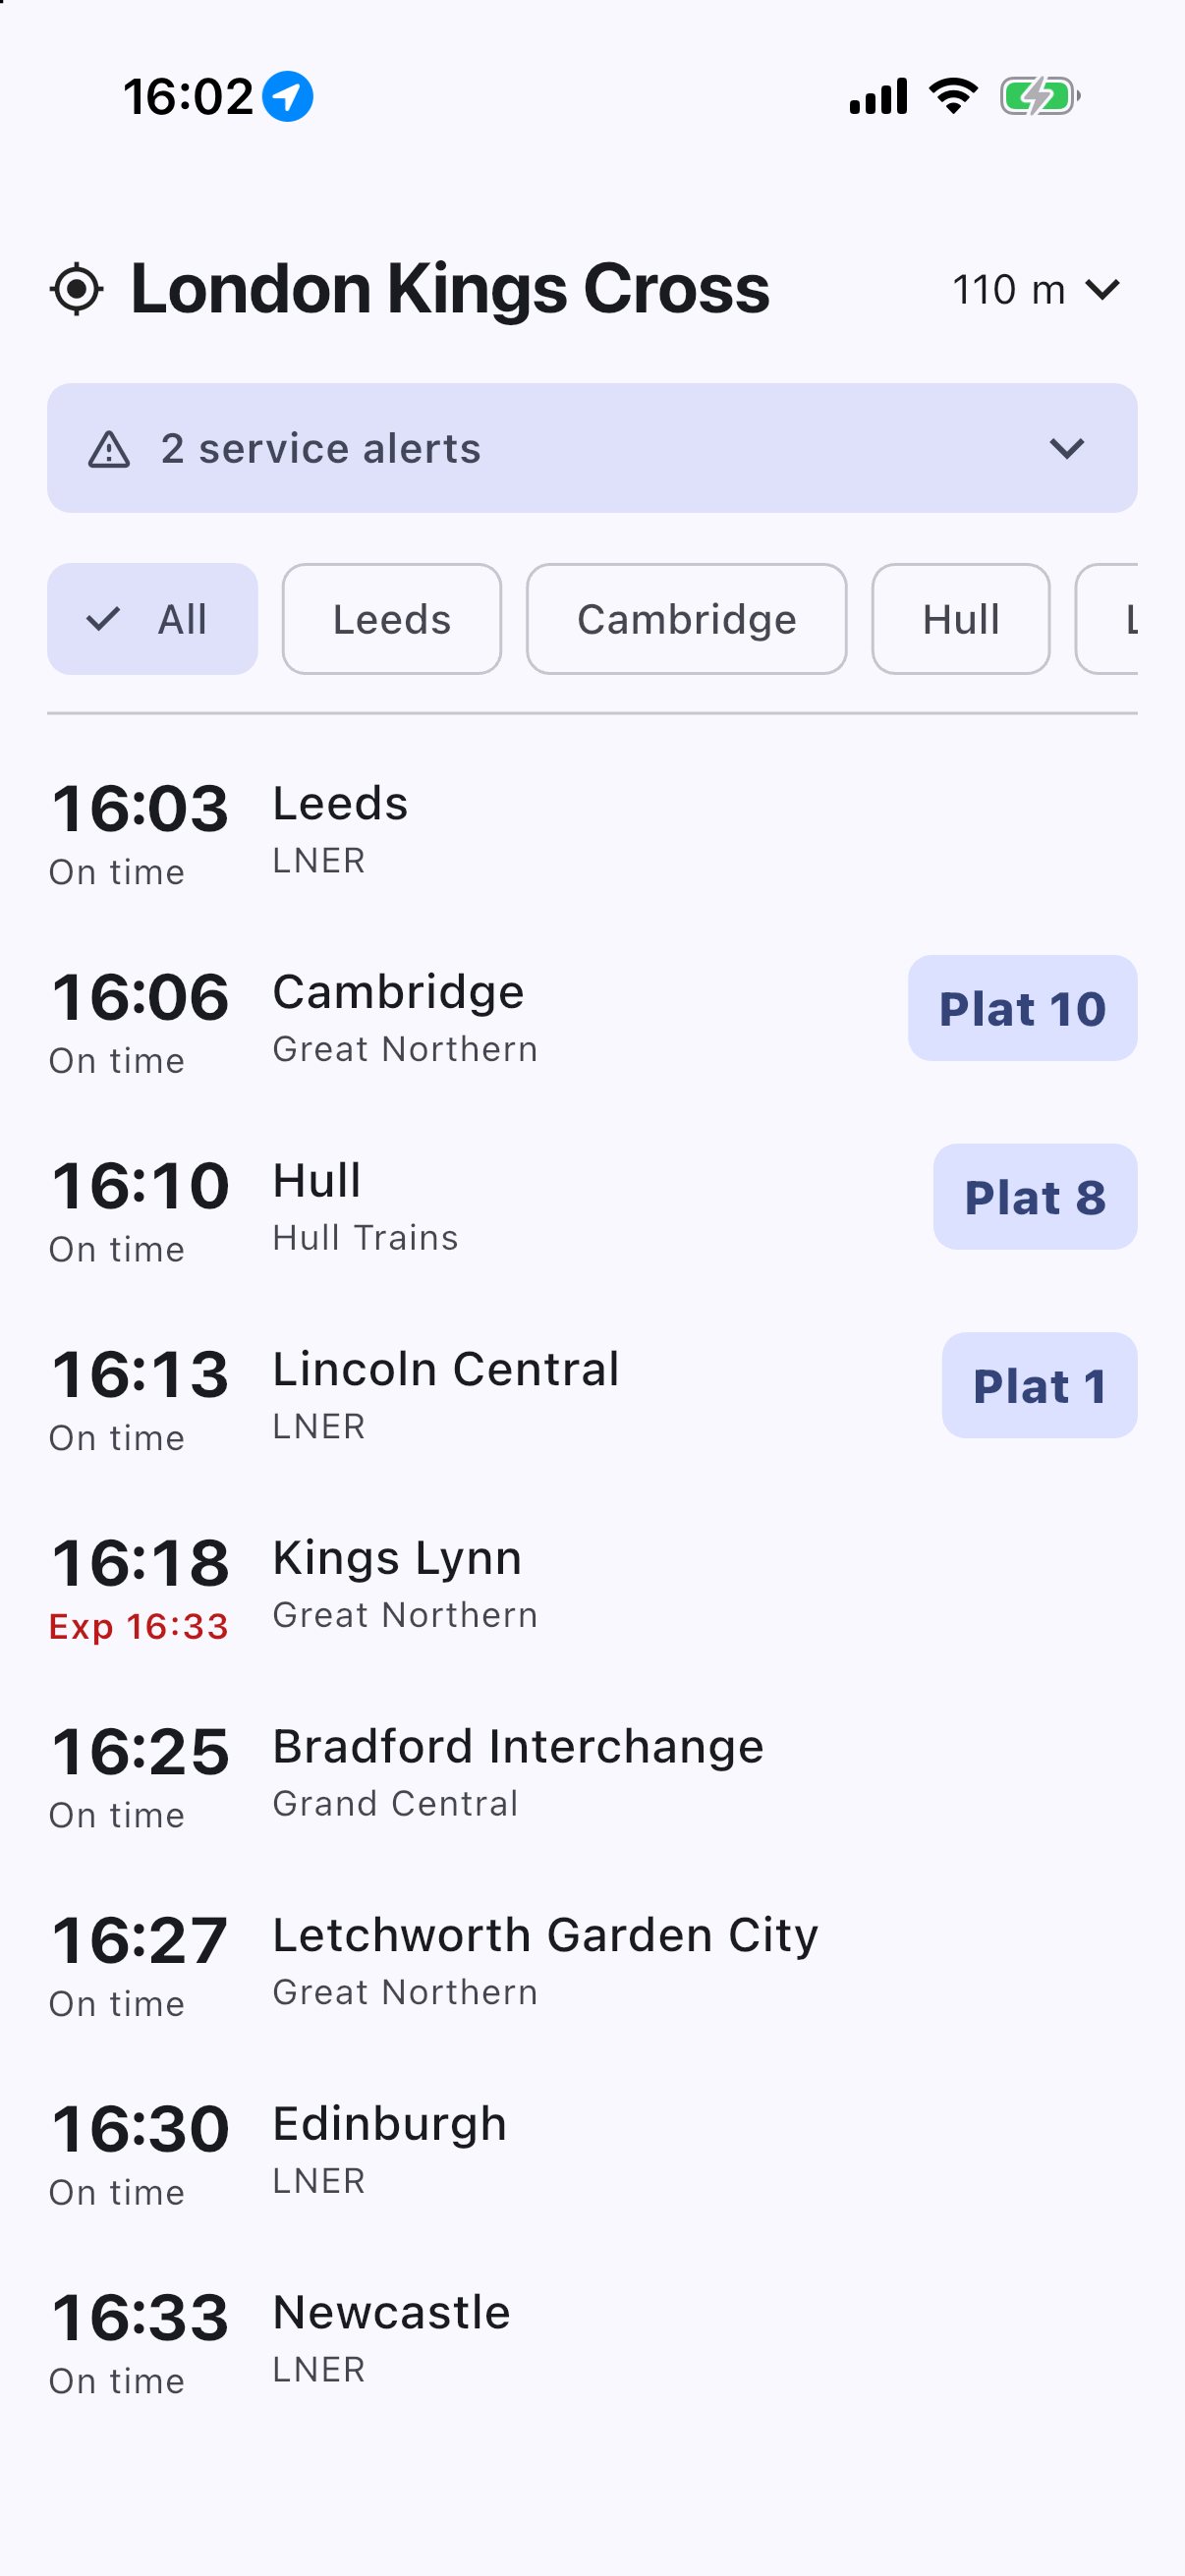 16:02
London Kings Cross 110 m
2 service alerts
All Leeds Cambridge Hull
16:03 Leeds
On time LNER
16:06 Cambridge Plat 10
On time Great Northern
16:10 Hull Plat 8
On time Hull Trains
16:13 Lincoln Central Plat 1
On time LNER
16:18 Kings Lynn
Exp 16:33 Great Northern
16:25 Bradford Interchange
On time Grand Central
16:27 Letchworth Garden City
On time Great Northern
16:30 Edinburgh
On time LNER
16:33 Newcastle
On time LNER